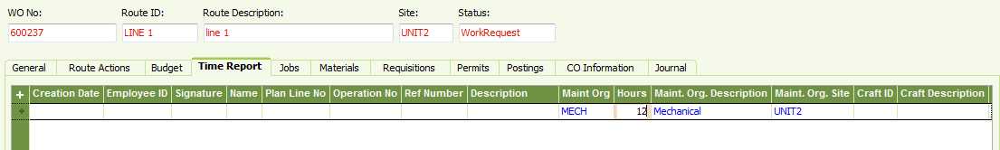 WO No: Route ID: Route Description: Site: Status:
600237 LINE 1 line 1 UNIT2 WorkRequest
General Route Actions Budget Time Report Jobs Materials Requisitions Permits Postings CO Information Journal
+ Creation Date Employee ID Signature Name Plan Line No Operation No Ref Number Description Maint Org Hours Maint. Org. Description Maint. Org. Site Craft ID Craft Description
+ MECH 12 Mechanical UNIT2